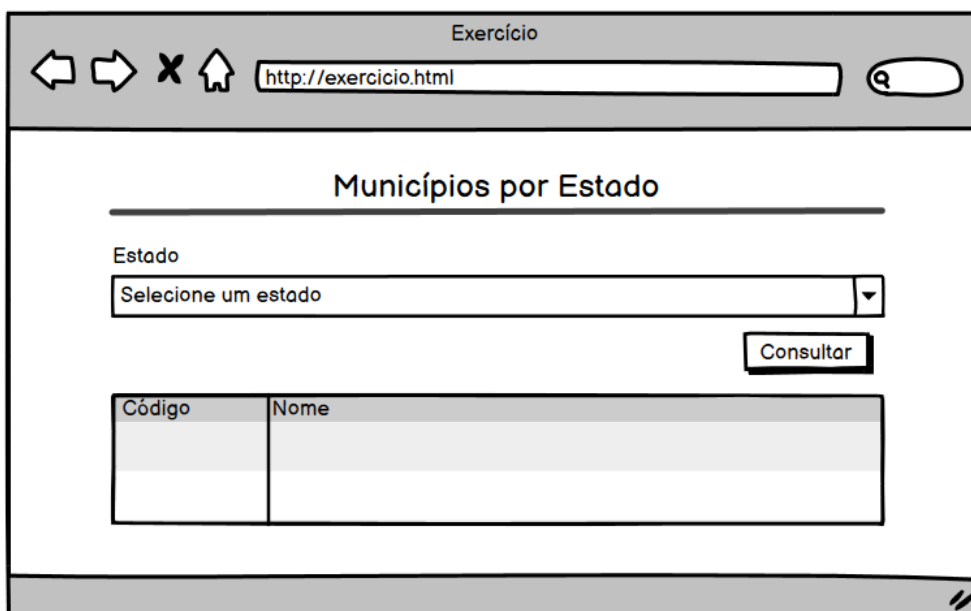 Exercício
http://exercicio.html
Municípios por Estado
Estado
Selecione um estado
Consultar
Código Nome